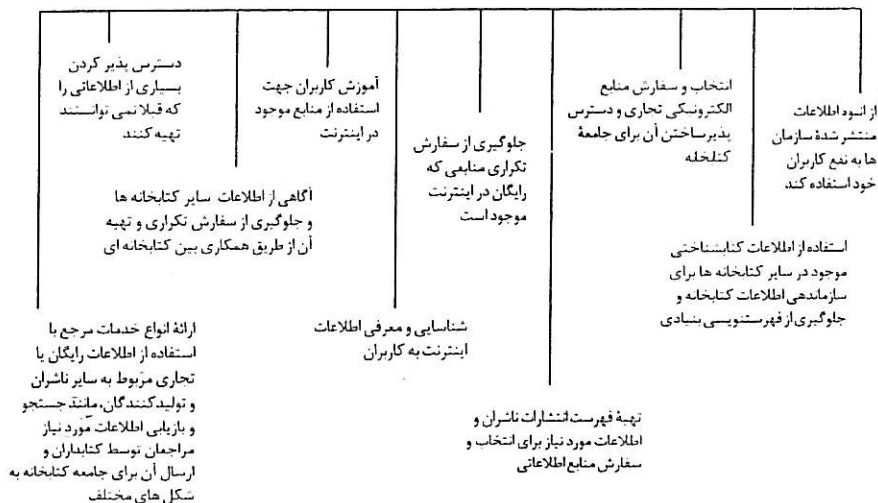 از انبوه اطلاعات
منتشر شدهٔ سازمان
ها به نفع کاربران
خود استفاده کند
استفاده از اطلاعات کتابشناختی
موجود در سایر کتابخانه ها برای
سازماندهی اطلاعات کتابخانه و
جلوگیری از فهرستنویسی بنیادی
انتخاب و سفارش منابع
الکترونیکی تجاری و دسترس
پذیر ساختن آن برای جامعهٔ
کتابخانه
تهیهٔ فهرست انتشارات ناشران و
اطلاعات مورد نیاز برای انتخاب و
سفارش منابع اطلاعاتی
جلوگیری از سفارش
تکراری منابعی که
رایگان در اینترنت
موجود است
شناسایی و معرفی اطلاعات
اینترنت به کاربران
آموزش کاربران جهت
استفاده از منابع موجود
در اینترنت
آگاهی از اطلاعات سایر کتابخانه ها
و جلوگیری از سفارش تکراری و تهیه
آن از طریق همکاری بین کتابخانه ای
دسترس پذیر کردن
بسیاری از اطلاعاتی را
که قبلا نمی توانستند
تهیه کنند
ارائهٔ انواع خدمات مرجع با
استفاده از اطلاعات رایگان یا
تجاری مربوط به سایر ناشران
و تولیدکنندگان، مانند جستجو
و بازیابی اطلاعات مورد نیاز
مراجعان توسط کتابداران و
ارسال آن برای جامعه کتابخانه به
شکل های مختلف